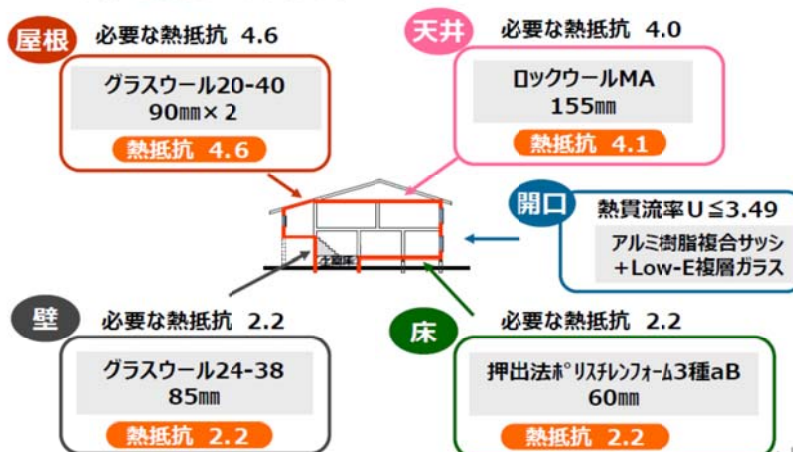 屋根
必要な熱抵抗 4.6
グラスウール20-40
90㎜×2
熱抵抗 4.6
天井
必要な熱抵抗 4.0
ロックウールMA
155㎜
熱抵抗 4.1
開口
熱貫流率U≦3.49
アルミ樹脂複合サッシ
+Low-E複層ガラス
壁
必要な熱抵抗 2.2
グラスウール24-38
85㎜
熱抵抗 2.2
床
必要な熱抵抗 2.2
押出法ポリスチレンフォーム3種aB
60㎜
熱抵抗 2.2